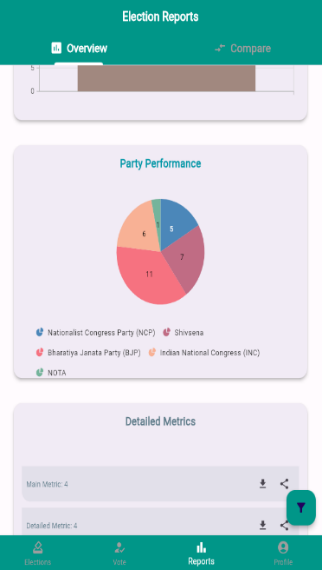 Election Reports
Overview Compare
5
0
Party Performance
5
6
7
11
Nationalist Congress Party (NCP) Shivsena
Bharatiya Janata Party (BJP) Indian National Congress (INC)
NOTA
Detailed Metrics
Main Metric: 4
Detailed Metric: 4
Elections Vote Reports Profile